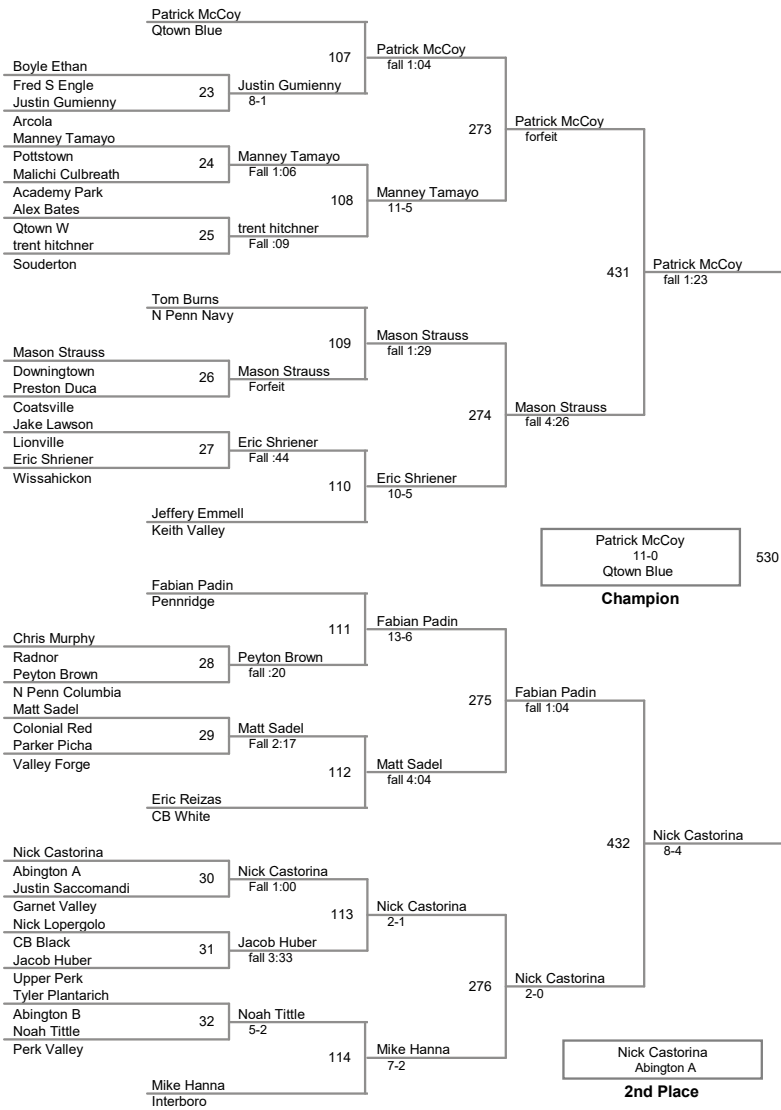 Patrick McCoy
Qtown Blue
107
Patrick McCoy
fall 1:04
Boyle Ethan
Fred S Engle
23
Justin Gumienny
8-1
Justin Gumienny
Arcola
273
Patrick McCoy
forfeit
Manney Tamayo
Pottstown
24
Manney Tamayo
Fall 1:06
Malichi Culbreath
Academy Park
108
Manney Tamayo
11-5
Alex Bates
Qtown W
25
trent hitchner
Fall :09
trent hitchner
Souderton
431
Patrick McCoy
fall 1:23
Tom Burns
N Penn Navy
109
Mason Strauss
fall 1:29
Mason Strauss
Downingtown
26
Mason Strauss
Forfeit
Preston Duca
Coatsville
274
Mason Strauss
fall 4:26
Jake Lawson
Lionville
27
Eric Shriener
Fall :44
Eric Shriener
Wissahickon
110
Eric Shriener
10-5
Jeffery Emmell
Keith Valley
Patrick McCoy
11-0
Qtown Blue
530
Champion
Fabian Padin
Pennridge
111
Fabian Padin
13-6
Chris Murphy
Radnor
28
Peyton Brown
fall :20
Peyton Brown
N Penn Columbia
275
Fabian Padin
fall 1:04
Matt Sadel
Colonial Red
29
Matt Sadel
Fall 2:17
Parker Picha
Valley Forge
112
Matt Sadel
fall 4:04
Eric Reizas
CB White
432
Nick Castorina
8-4
Nick Castorina
Abington A
30
Nick Castorina
Fall 1:00
Justin Saccomandi
Garnet Valley
113
Nick Castorina
2-1
Nick Lopergolo
CB Black
31
Jacob Huber
fall 3:33
Jacob Huber
Upper Perk
276
Nick Castorina
2-0
Tyler Plantarich
Abington B
32
Noah Tittle
5-2
Noah Tittle
Perk Valley
114
Mike Hanna
7-2
Mike Hanna
Interboro
Nick Castorina
Abington A
2nd Place